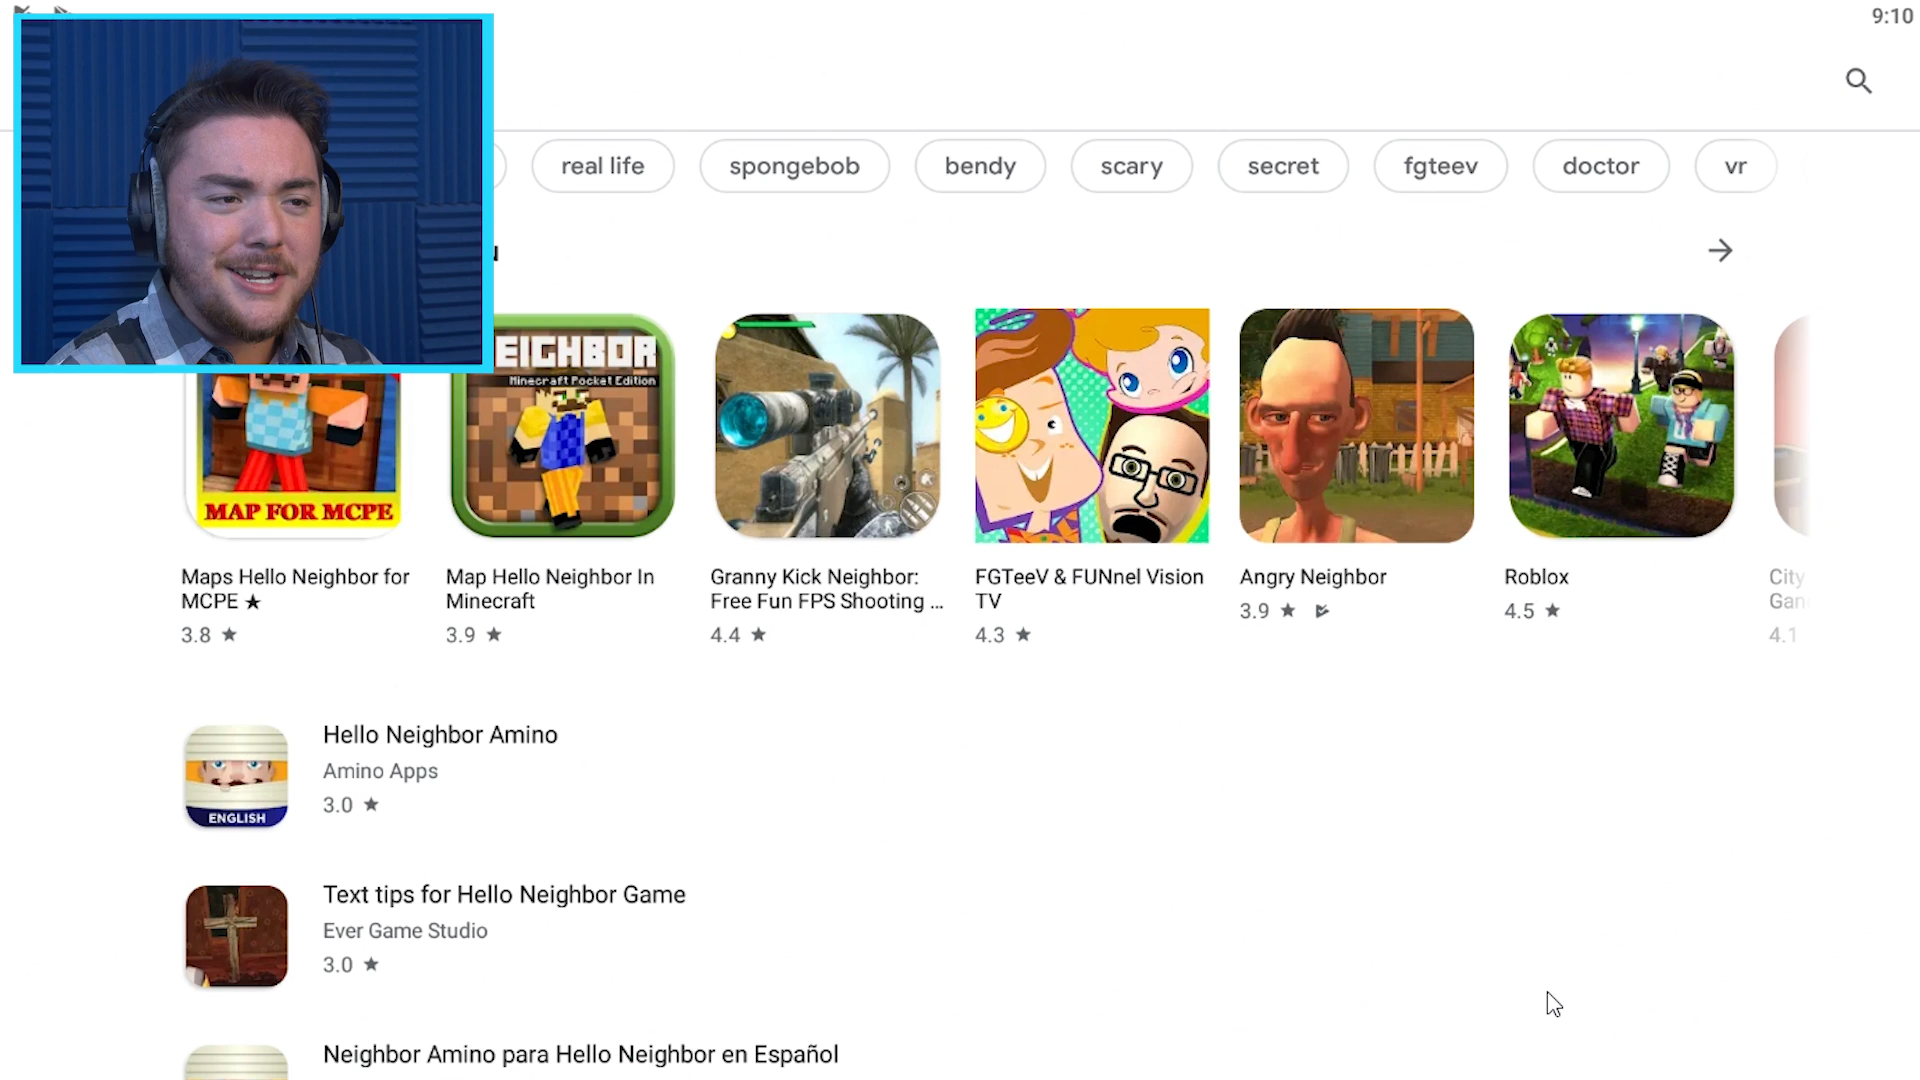 9:10
real life
spongebob
bendy
scary
secret
fgteev
doctor
vr
EIGHBOR
Minecraft Pocket Edition
MAP FOR MCPE
Maps Hello Neighbor for
MCPE ★
3.8 ★
Map Hello Neighbor In
Minecraft
3.9 ★
Granny Kick Neighbor:
Free Fun FPS Shooting ...
4.4 ★
FGTeeV & FUNnel Vision
TV
4.3 ★
Angry Neighbor
3.9 ★
Roblox
4.5 ★
City
Gam
4.1
Hello Neighbor Amino
Amino Apps
3.0 ★
ENGLISH
Text tips for Hello Neighbor Game
Ever Game Studio
3.0 ★
Neighbor Amino para Hello Neighbor en Español